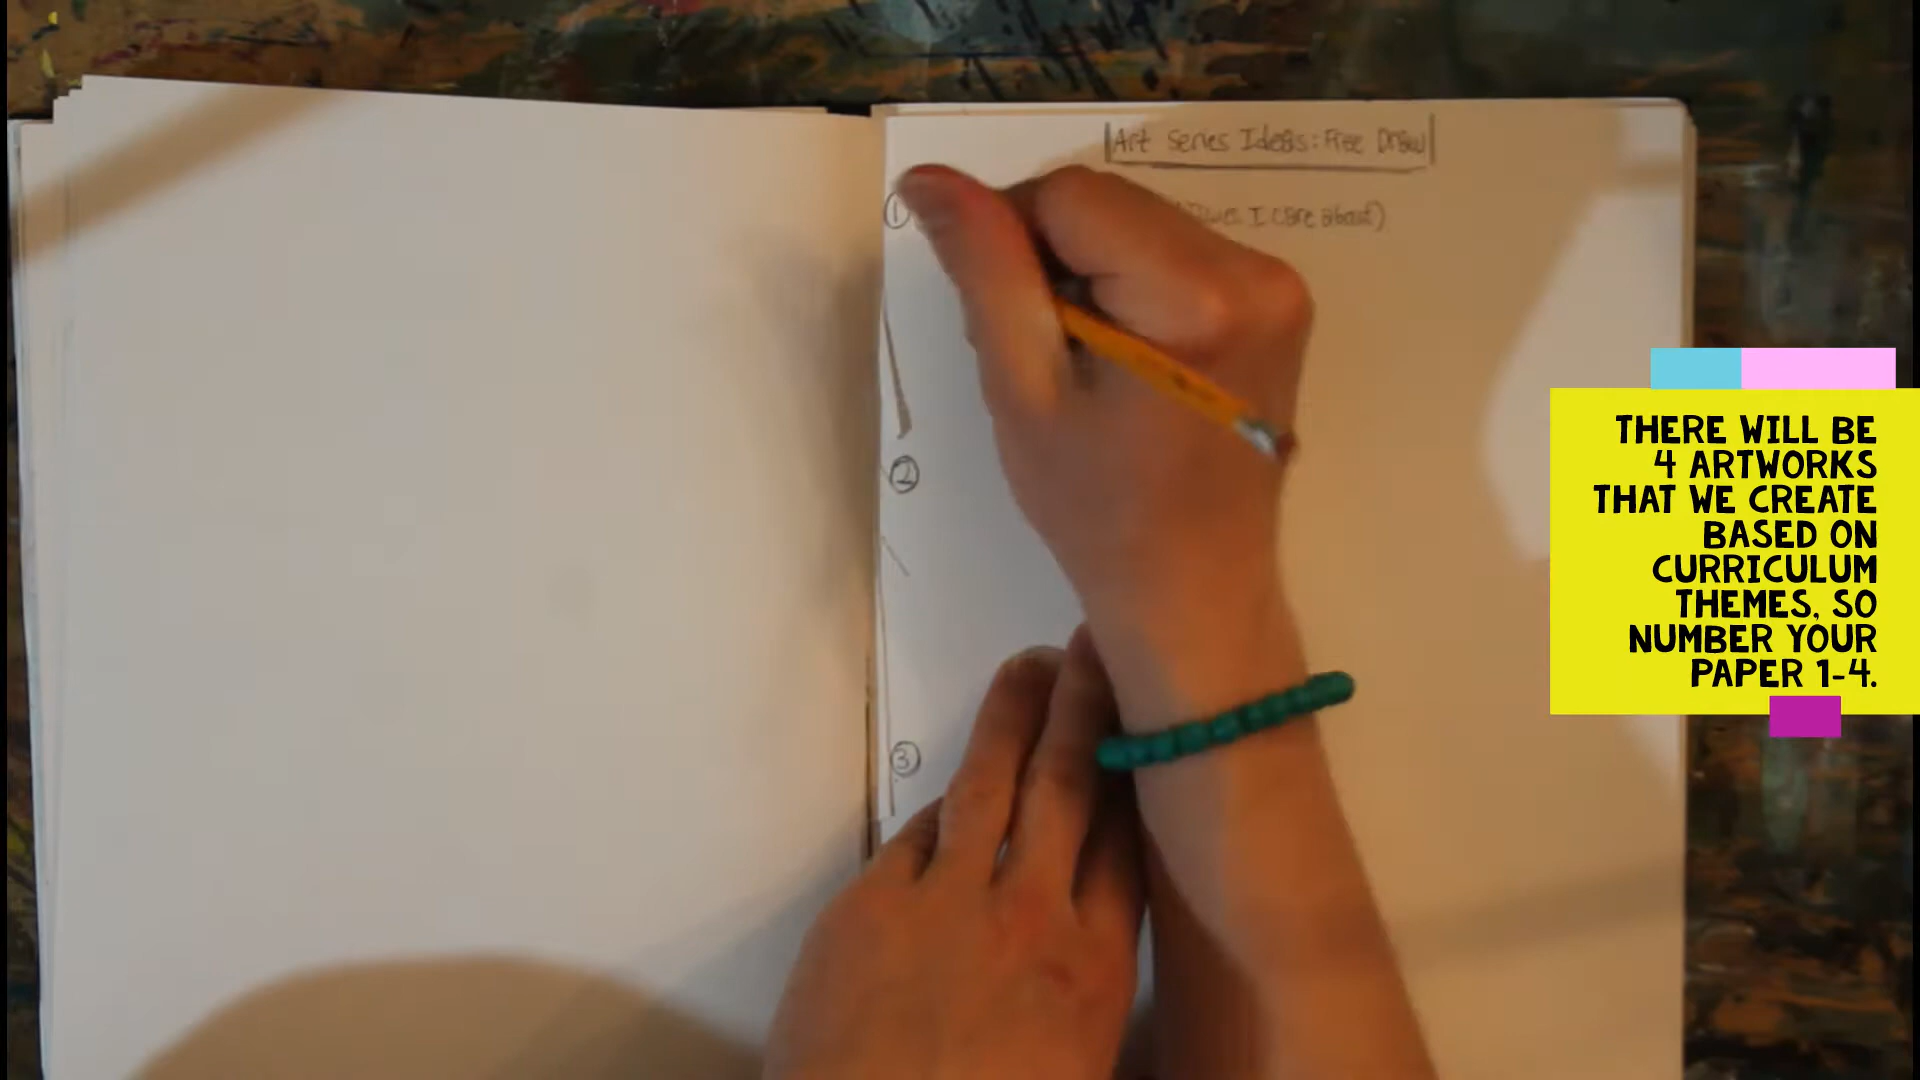 Art Series Ideas: Free Draw
① I care about)
②
③
THERE WILL BE
4 ARTWORKS
THAT WE CREATE
BASED ON
CURRICULUM
THEMES, SO
NUMBER YOUR
PAPER 1-4.